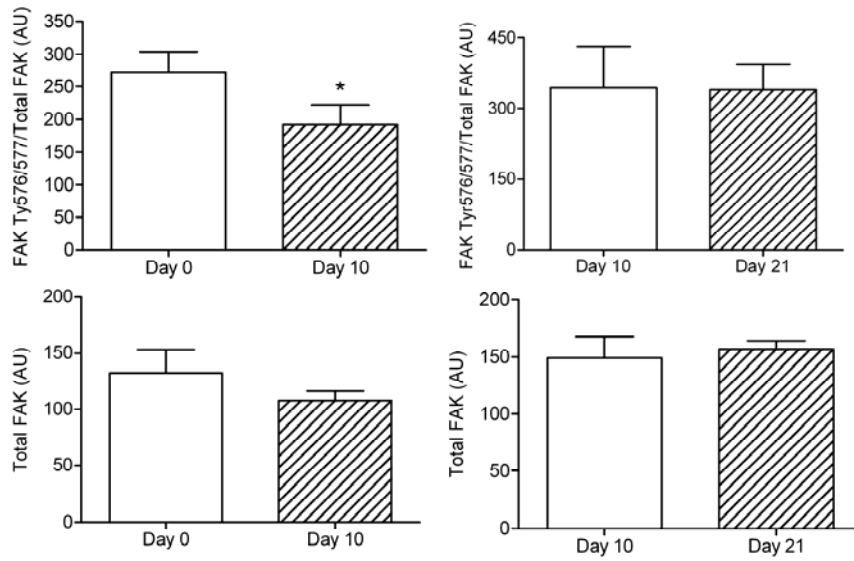 FAK Ty576/577/Total FAK (AU)
350
300
250
200
150
100
50
0
*
Day 0
Day 10
FAK Tyr576/577/Total FAK (AU)
450
300
150
0
Day 10
Day 21
Total FAK (AU)
200
150
100
50
0
Day 0
Day 10
Total FAK (AU)
200
150
100
50
0
Day 10
Day 21